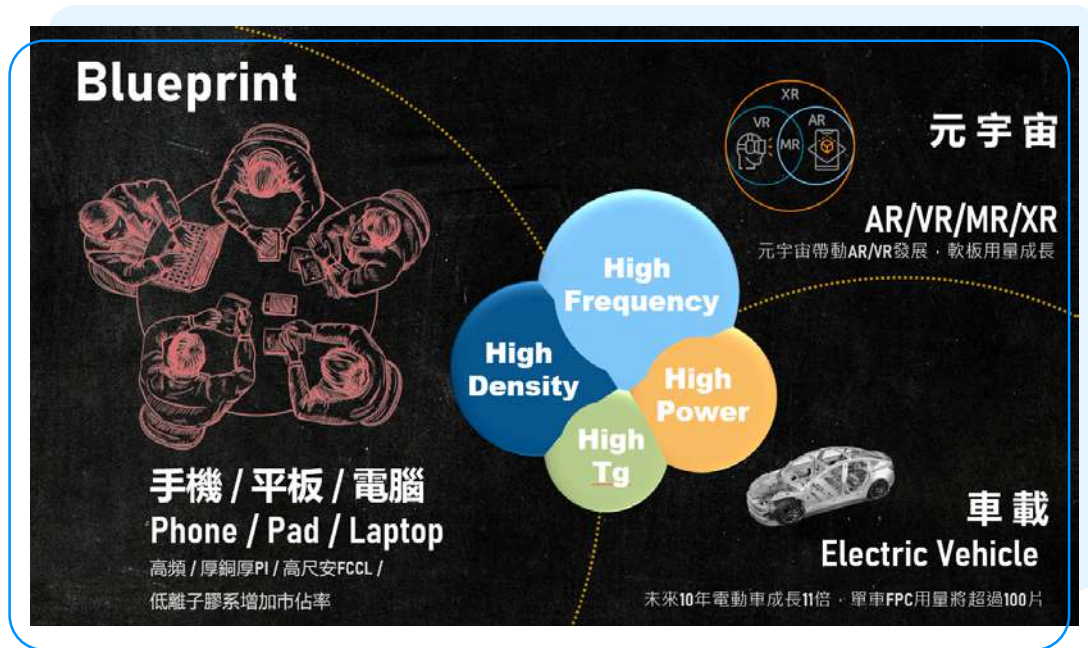 Blueprint
XR
VR
AR
MR
元宇宙
AR/VR/MR/XR
元宇宙帶動AR/VR發展，軟板用量成長
High
Frequency
High
Density
High
Power
High
Tg
手機 / 平板 / 電腦
Phone / Pad / Laptop
高頻 / 厚銅厚PI / 高尺安FCCL /
低離子膠系增加市佔率
車載
Electric Vehicle
未來10年電動車成長11倍，單車FPC用量將超過100片